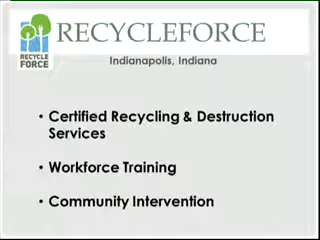 RECYCLEFORCE
RECYCLE
FORCE
Indianapolis, Indiana
• Certified Recycling & Destruction
Services
• Workforce Training
• Community Intervention